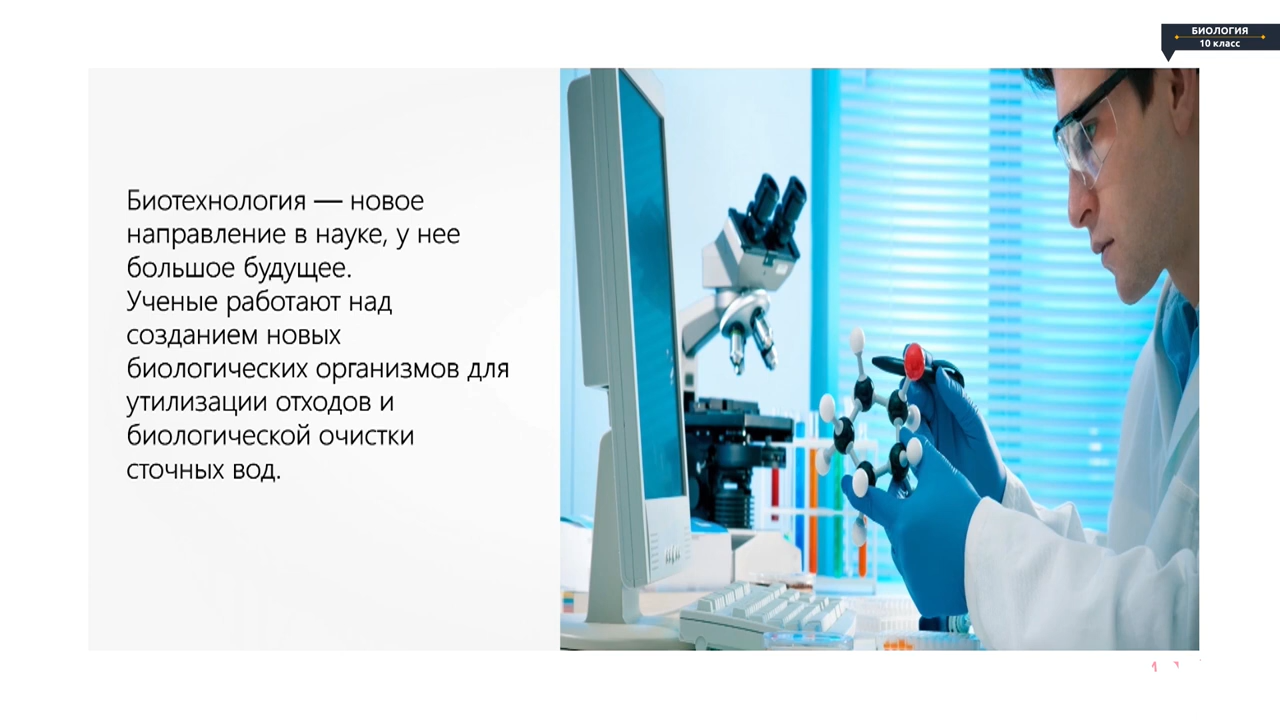 БИОЛОГИЯ
10 класс
Биотехнология — новое
направление в науке, у нее
большое будущее.
Ученые работают над
созданием новых
биологических организмов для
утилизации отходов и
биологической очистки
сточных вод.